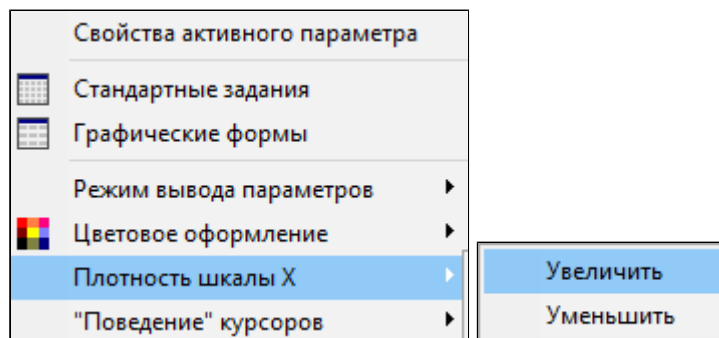 Свойства активного параметра
Стандартные задания
Графические формы
Режим вывода параметров
Цветовое оформление
Плотность шкалы X
"Поведение" курсоров
Увеличить
Уменьшить